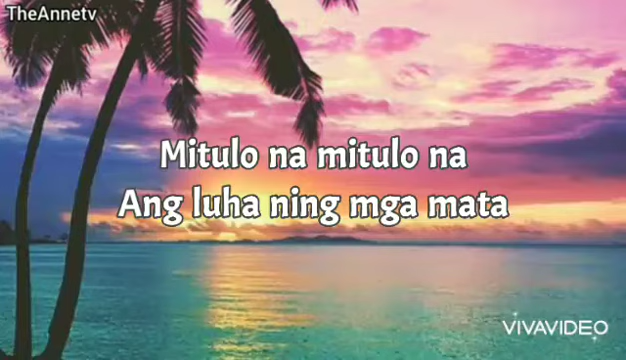 TheAnnetv
Mitulo na mitulo na
Ang luha ning mga mata
VIVAVIDEO